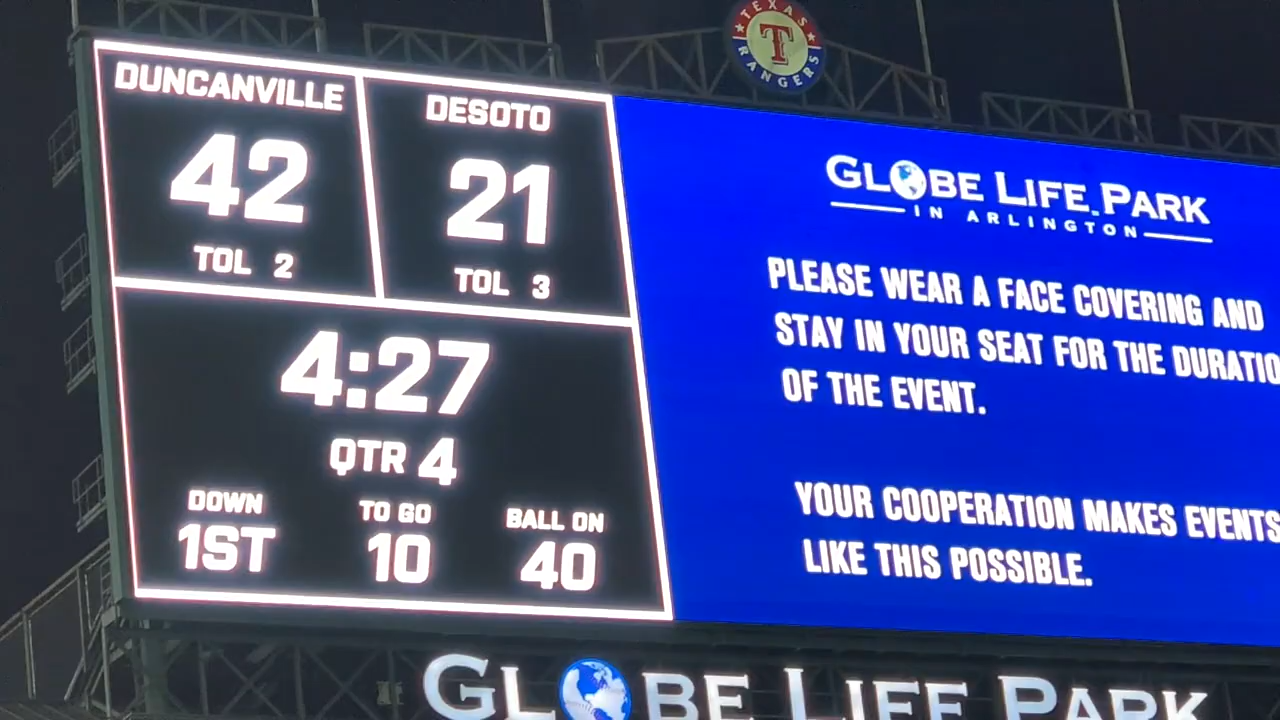 TEXAS
T
RANGERS
DUNCANVILLE
42
TOL 2
DESOTO
21
TOL 3
4:27
QTR 4
DOWN
1ST
TO GO
10
BALL ON
40
GLOBE LIFE PARK
IN ARLINGTON
PLEASE WEAR A FACE COVERING AND
STAY IN YOUR SEAT FOR THE DURATIO
OF THE EVENT.
YOUR COOPERATION MAKES EVENTS
LIKE THIS POSSIBLE.
GLOBE LIFE PARK